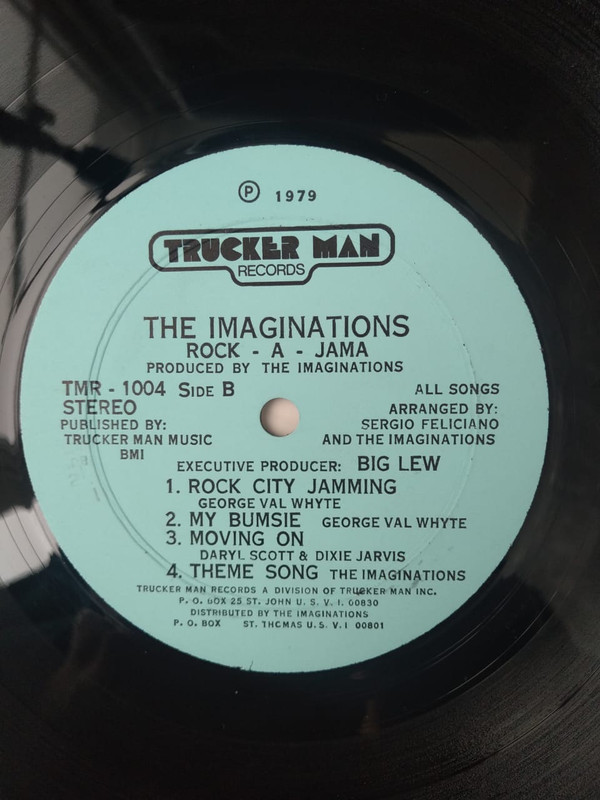 Ⓟ 1979
TRUCKER MAN
RECORDS
THE IMAGINATIONS
ROCK - A - JAMA
PRODUCED BY THE IMAGINATIONS
TMR - 1004 SIDE B
STEREO
PUBLISHED BY:
TRUCKER MAN MUSIC
BMI
ALL SONGS
ARRANGED BY:
SERGIO FELICIANO
AND THE IMAGINATIONS
EXECUTIVE PRODUCER: BIG LEW
1. ROCK CITY JAMMING
GEORGE VAL WHYTE
2. MY BUMSIE GEORGE VAL WHYTE
3. MOVING ON
DARYL SCOTT & DIXIE JARVIS
4. THEME SONG THE IMAGINATIONS
TRUCKER MAN RECORDS A DIVISION OF TRUCKER MAN INC.
P. O. BOX 25 ST. JOHN U. S. V. I. 00830
DISTRIBUTED BY THE IMAGINATIONS
P. O. BOX ST. THOMAS U.S. V.I 00801